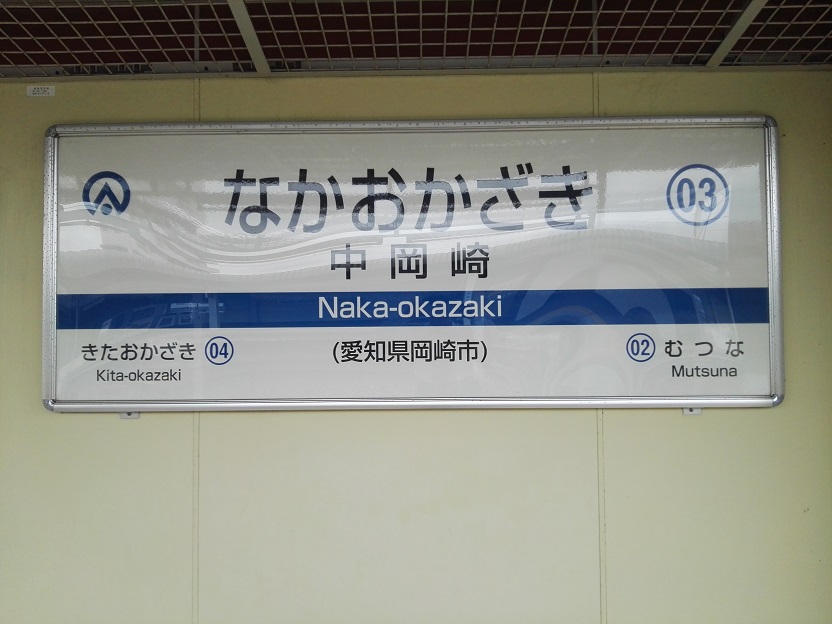 なかおかざき
03
中岡崎
Naka-okazaki
きたおかざき 04
Kita-okazaki
(愛知県岡崎市)
02 むつな
Mutsuna